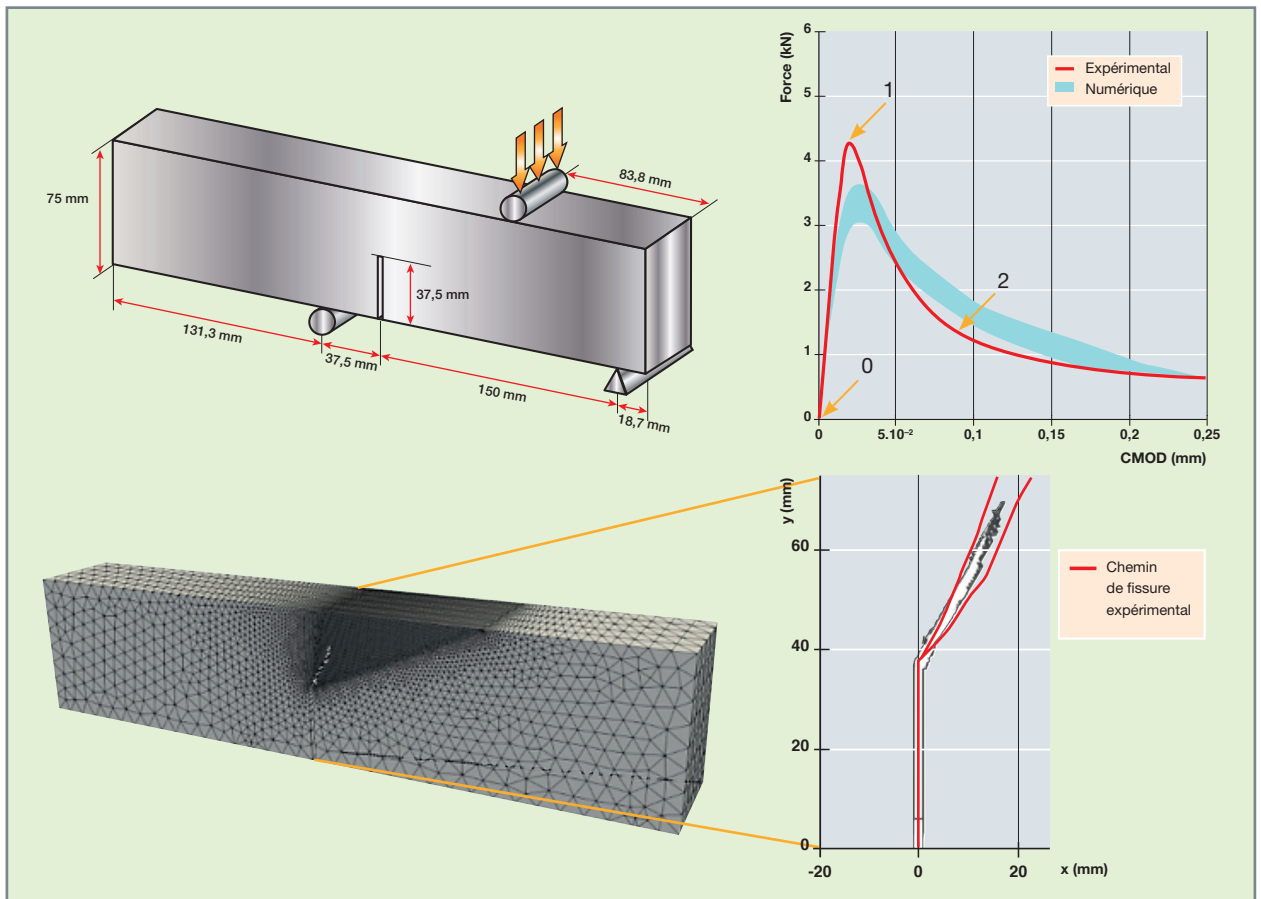 75 mm
131,3 mm
37,5 mm
37,5 mm
150 mm
18,7 mm
83,8 mm
Force (kN)
6
5
4
3
2
1
0
0
5.10⁻²
0,1
0,15
0,2
0,25
CMOD (mm)
Expérimental
Numérique
1
2
0
y (mm)
60
40
20
0
-20
0
20
x (mm)
Chemin
de fissure
expérimental